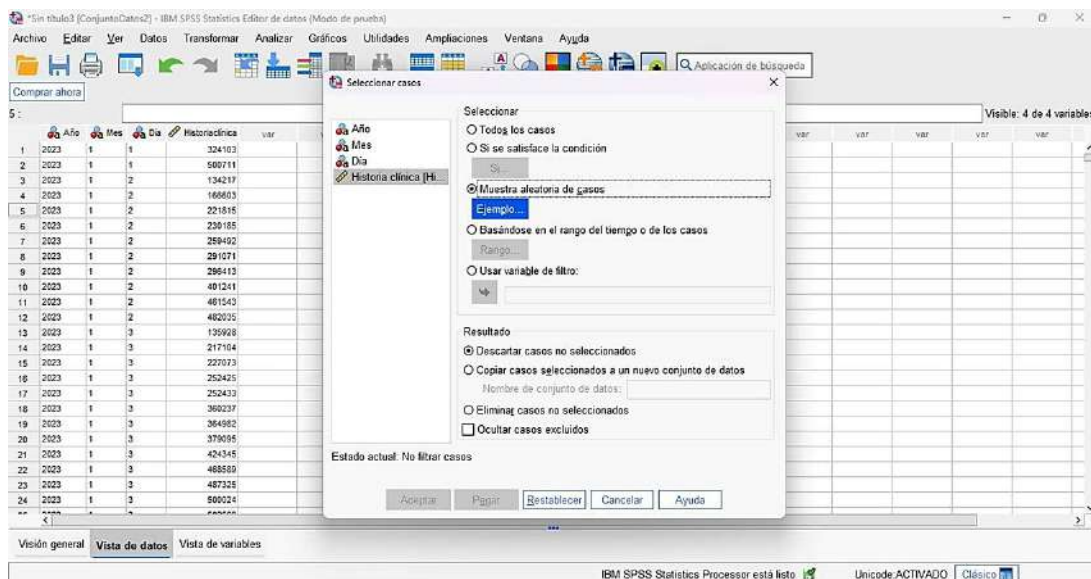 *Sin título3 [ConjuntoDatos2] - IBM SPSS Statistics Editor de datos (Modo de prueba)
Archivo Editar Ver Datos Transformar Analizar Gráficos Utilidades Ampliaciones Ventana Ayuda
Aplicación de búsqueda
Comprar ahora
5 :
Visible: 4 de 4 variables
Año Mes Día Historiaclínica var var var var var
1 2023 1 1 324103
2 2023 1 1 500711
3 2023 1 2 134217
4 2023 1 2 166603
5 2023 1 2 221815
6 2023 1 2 230185
7 2023 1 2 259492
8 2023 1 2 291071
9 2023 1 2 296413
10 2023 1 2 401241
11 2023 1 2 461543
12 2023 1 2 482035
13 2023 1 3 135928
14 2023 1 3 217104
15 2023 1 3 227073
16 2023 1 3 252425
17 2023 1 3 252433
18 2023 1 3 360237
19 2023 1 3 364982
20 2023 1 3 379095
21 2023 1 3 424345
22 2023 1 3 468589
23 2023 1 3 487325
24 2023 1 3 500024
Seleccionar casos
Año
Mes
Día
Historia clínica [Hi...
Seleccionar
Todos los casos
Si se satisface la condición
Si...
Muestra aleatoria de casos
Ejemplo...
Basándose en el rango del tiempo o de los casos
Rango...
Usar variable de filtro:
Resultado
Descartar casos no seleccionados
Copiar casos seleccionados a un nuevo conjunto de datos
Nombre de conjunto de datos:
Eliminar casos no seleccionados
Ocultar casos excluidos
Estado actual: No filtrar casos
Aceptar Pegar Restablecer Cancelar Ayuda
Visión general Vista de datos Vista de variables
IBM SPSS Statistics Processor está listo Unicode:ACTIVADO Clásico